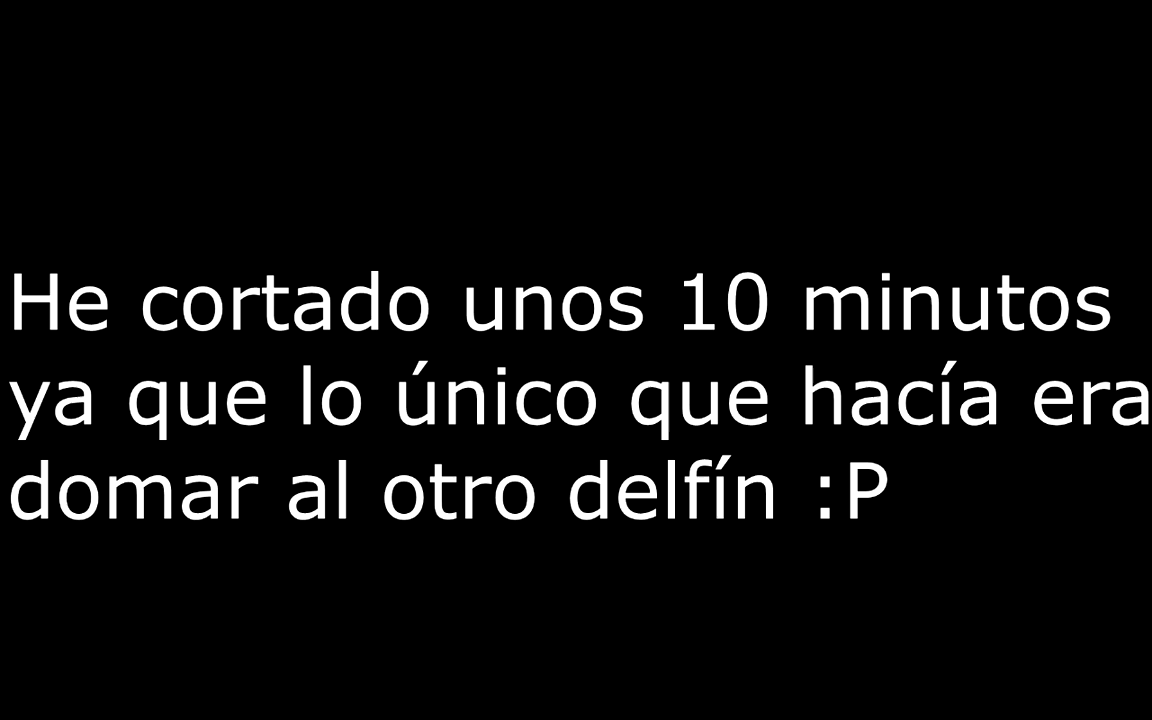 He cortado unos 10 minutos
ya que lo único que hacía era
domar al otro delfín :P